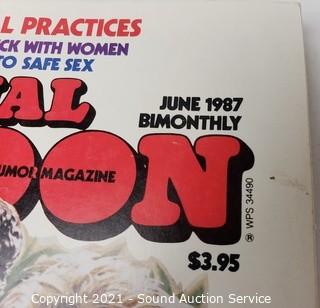 L PRACTICES
CK WITH WOMEN
TO SAFE SEX
AL
JUNE 1987
BIMONTHLY
OON
UMOR MAGAZINE
WPS 34490
®
$3.95
Copyright 2021 - Sound Auction Service